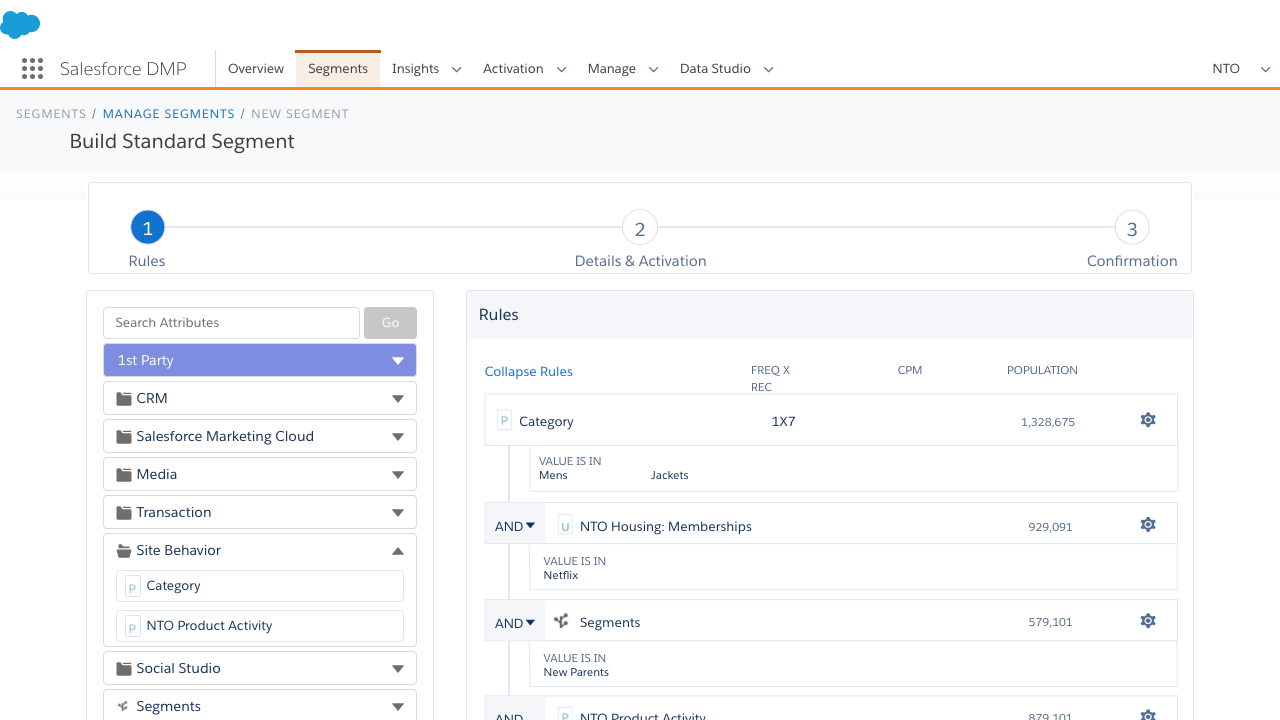 Salesforce DMP
Overview
Segments
Insights
Activation
Manage
Data Studio
NTO
SEGMENTS / MANAGE SEGMENTS / NEW SEGMENT
Build Standard Segment
1
2
3
Rules
Details & Activation
Confirmation
Search Attributes
Go
1st Party
CRM
Salesforce Marketing Cloud
Media
Transaction
Site Behavior
P Category
P NTO Product Activity
Social Studio
Segments
Rules
Collapse Rules
FREQ X
REC
CPM
POPULATION
P Category 1X7 1,328,675
VALUE IS IN
Mens Jackets
AND U NTO Housing: Memberships 929,091
VALUE IS IN
Netflix
AND Segments 579,101
VALUE IS IN
New Parents
AND P NTO Product Activity 879,101